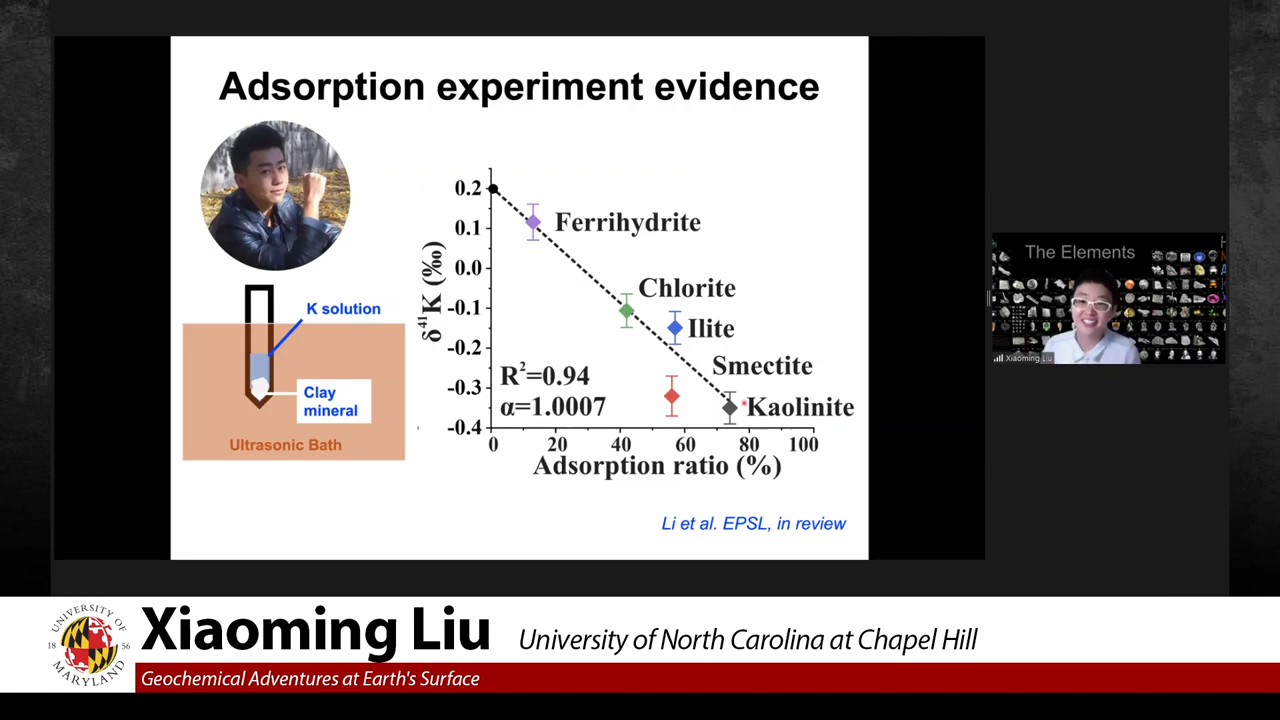 Adsorption experiment evidence
K solution
Clay
mineral
Ultrasonic Bath
δ⁴¹K (‰)
0.2
0.1
0.0
-0.1
-0.2
-0.3
-0.4
Ferrihydrite
Chlorite
Ilite
Smectite
Kaolinite
R²=0.94
α=1.0007
0 20 40 60 80 100
Adsorption ratio (%)
Li et al. EPSL, in review
The Elements
Xiaoming Liu
UNIVERSITY OF
18 56
MARYLAND
Xiaoming Liu
University of North Carolina at Chapel Hill
Geochemical Adventures at Earth's Surface